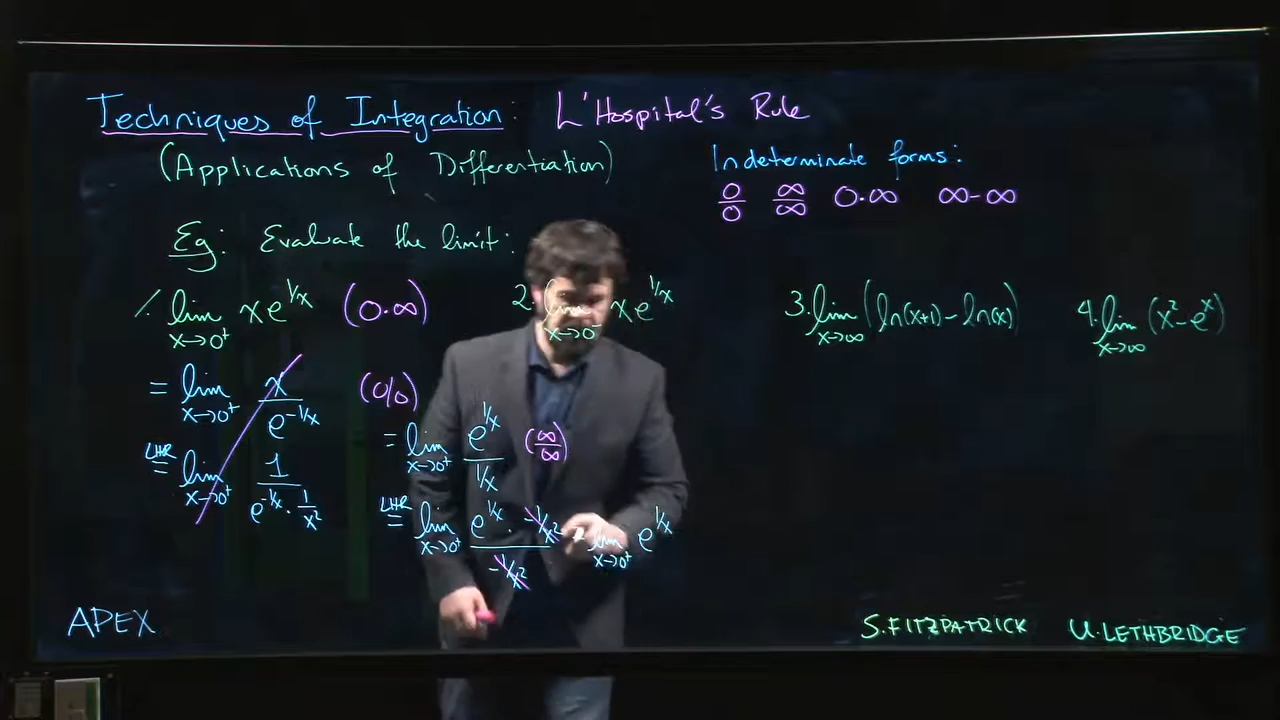 Techniques of Integration: L'Hospital's Rule
(Applications of Differentiation)
Indeterminate forms:
0/0 ∞/∞ 0·∞ ∞-∞
Eg: Evaluate the limit:
1. lim x→0⁺ x e^(1/x) (0·∞)
= lim x→0⁺ x/e^(-1/x) (0/0)
LHR = lim x→0⁺ 1/(e^(-1/x) · 1/x²)
= lim x→0⁺ e^(1/x)/(1/x) (∞/∞)
LHR = lim x→0⁺ (e^(1/x) · -1/x²)/(-1/x²) = lim x→0⁺ e^(1/x)
2. lim x→0⁻ x e^(1/x)
3. lim x→∞ (ln(x+1) - ln(x))
4. lim x→∞ (x² - e^x)
APEX
S. FITZPATRICK U. LETHBRIDGE